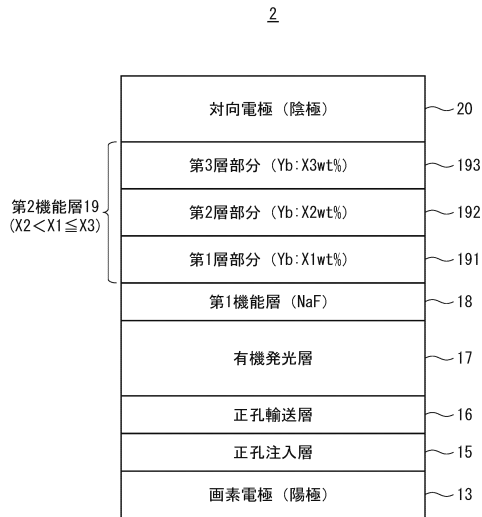 2
対向電極（陰極）
20
第3層部分（Yb:X3wt%）
193
第2機能層19
(X2＜X1≦X3)
第2層部分（Yb:X2wt%）
192
第1層部分（Yb:X1wt%）
191
第1機能層（NaF）
18
有機発光層
17
正孔輸送層
16
正孔注入層
15
画素電極（陽極）
13